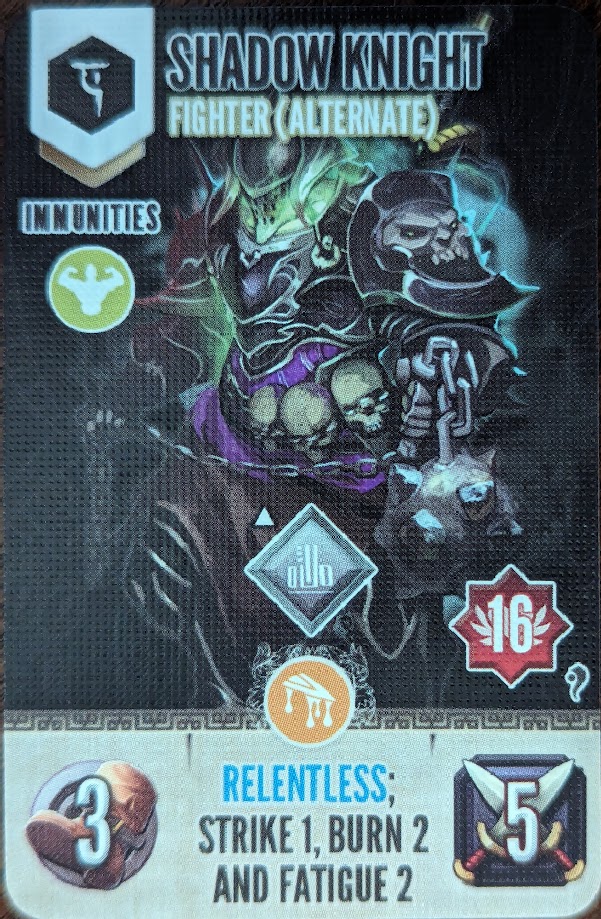 SHADOW KNIGHT
FIGHTER (ALTERNATE)
IMMUNITIES
16
3
RELENTLESS;
STRIKE 1, BURN 2
AND FATIGUE 2
5